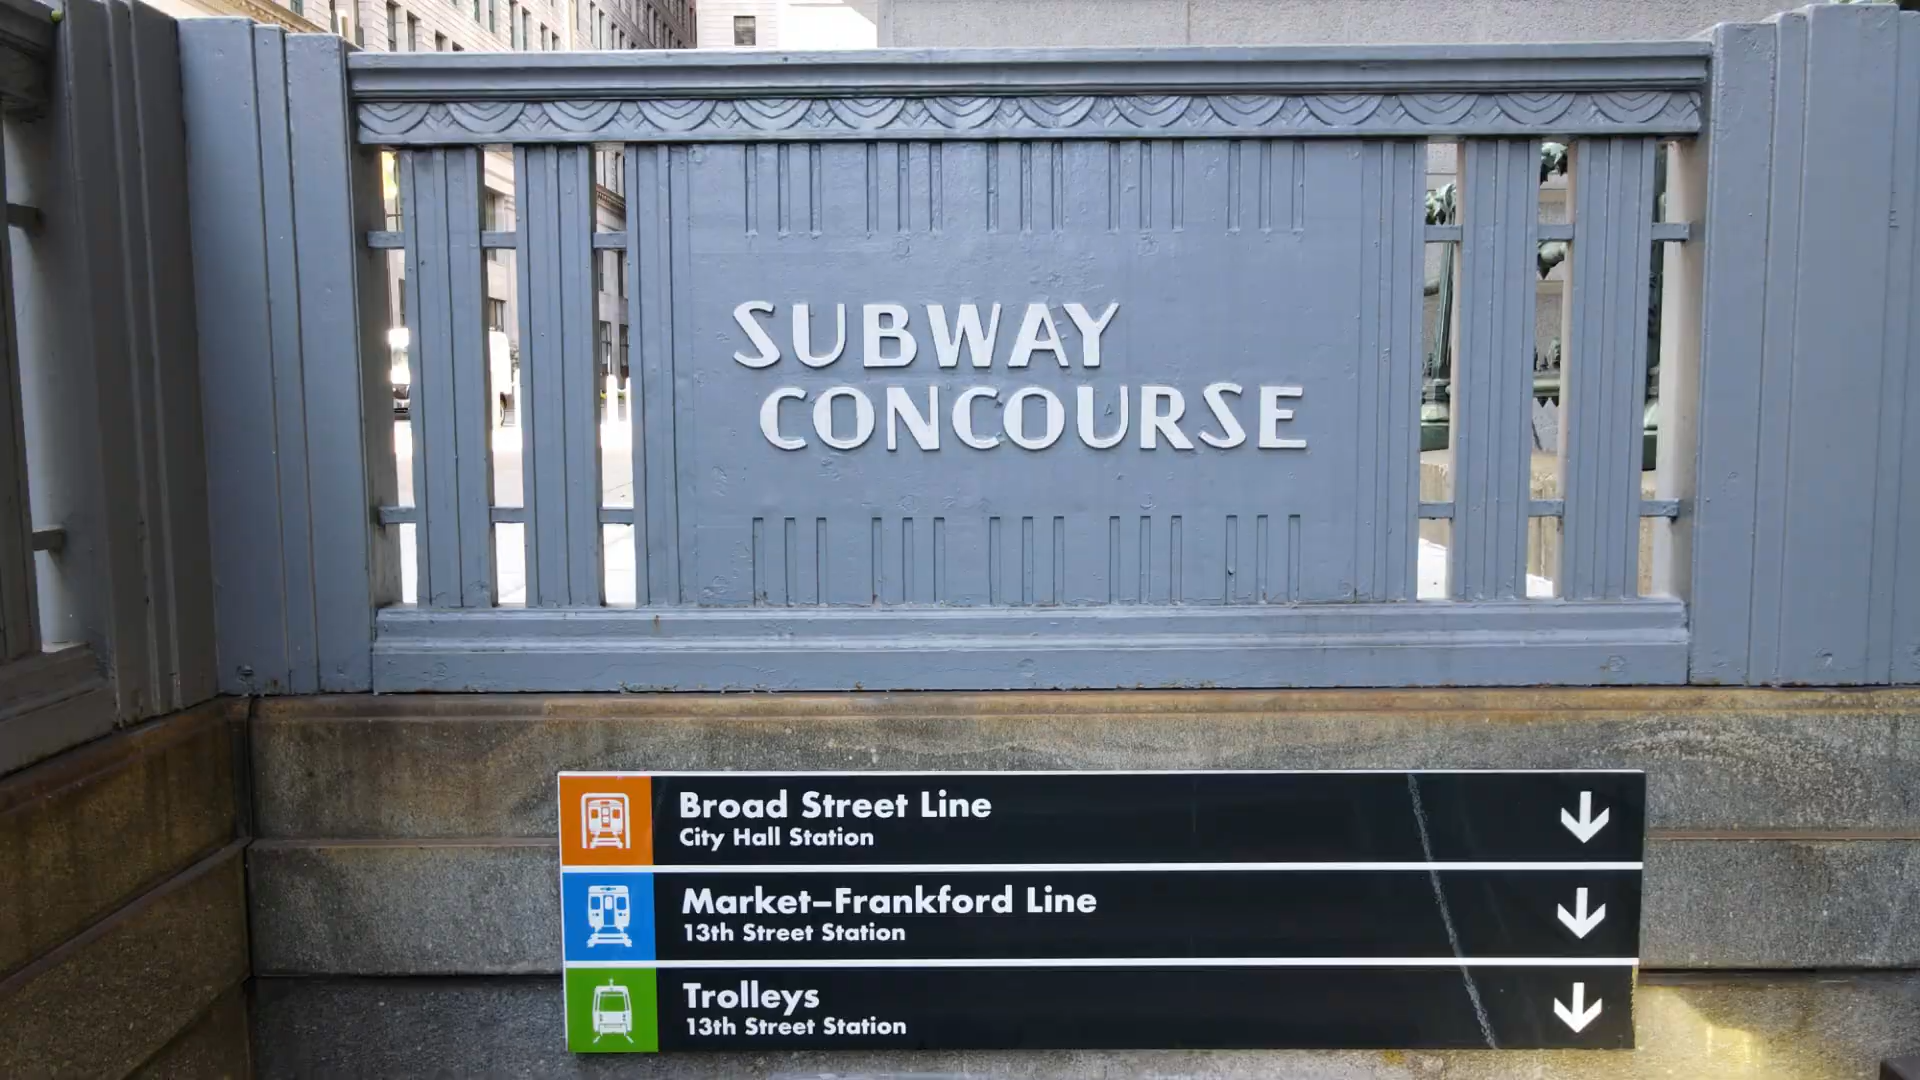 SUBWAY
CONCOURSE
Broad Street Line
City Hall Station
Market–Frankford Line
13th Street Station
Trolleys
13th Street Station